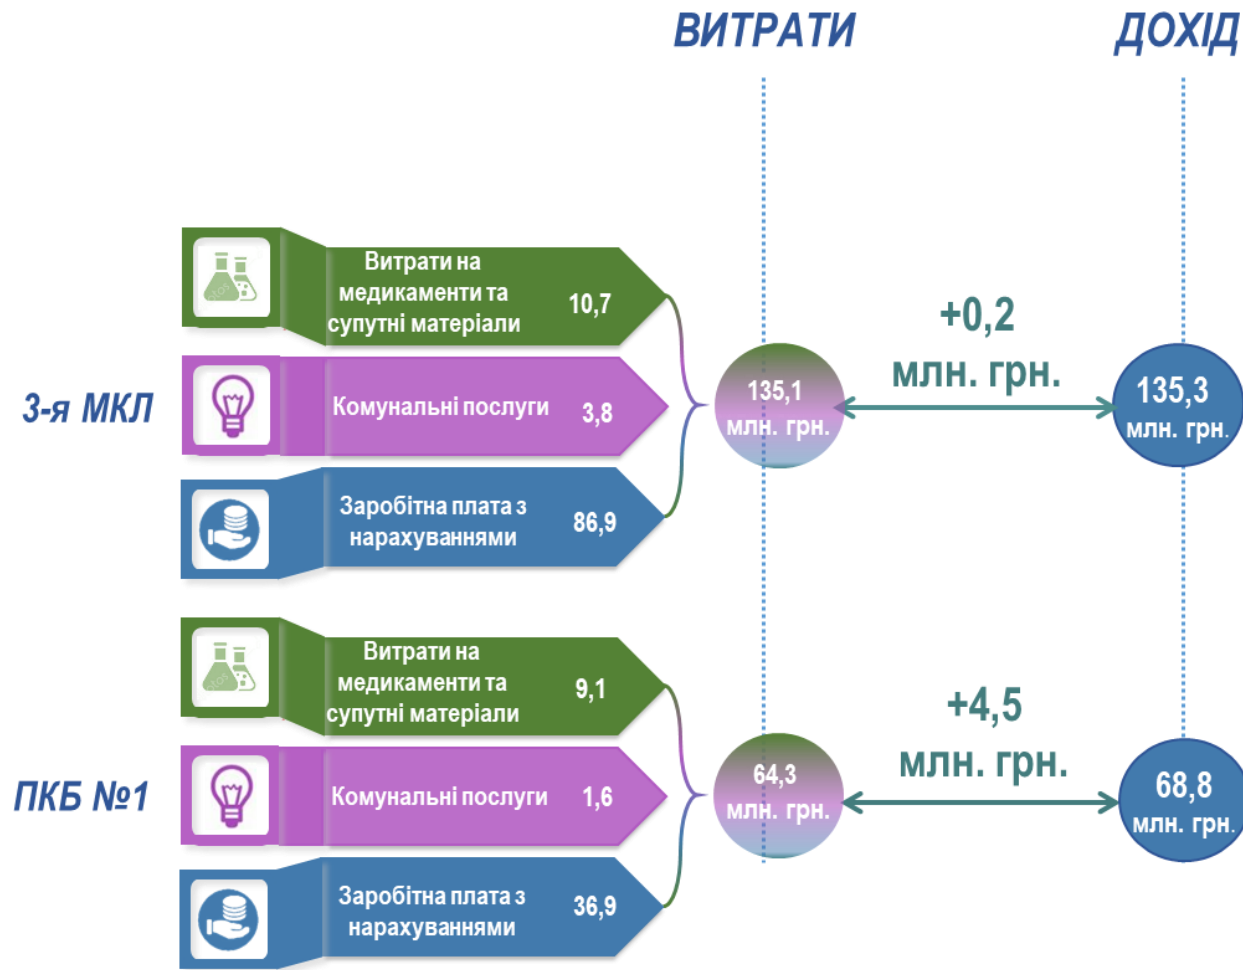 ВИТРАТИ
ДОХІД
3-я МКЛ
Витрати на
медикаменти та
супутні матеріали
10,7
Комунальні послуги
3,8
Заробітна плата з
нарахуваннями
86,9
135,1
млн. грн.
+0,2
млн. грн.
135,3
млн. грн.
ПКБ №1
Витрати на
медикаменти та
супутні матеріали
9,1
Комунальні послуги
1,6
Заробітна плата з
нарахуваннями
36,9
64,3
млн. грн.
+4,5
млн. грн.
68,8
млн. грн.